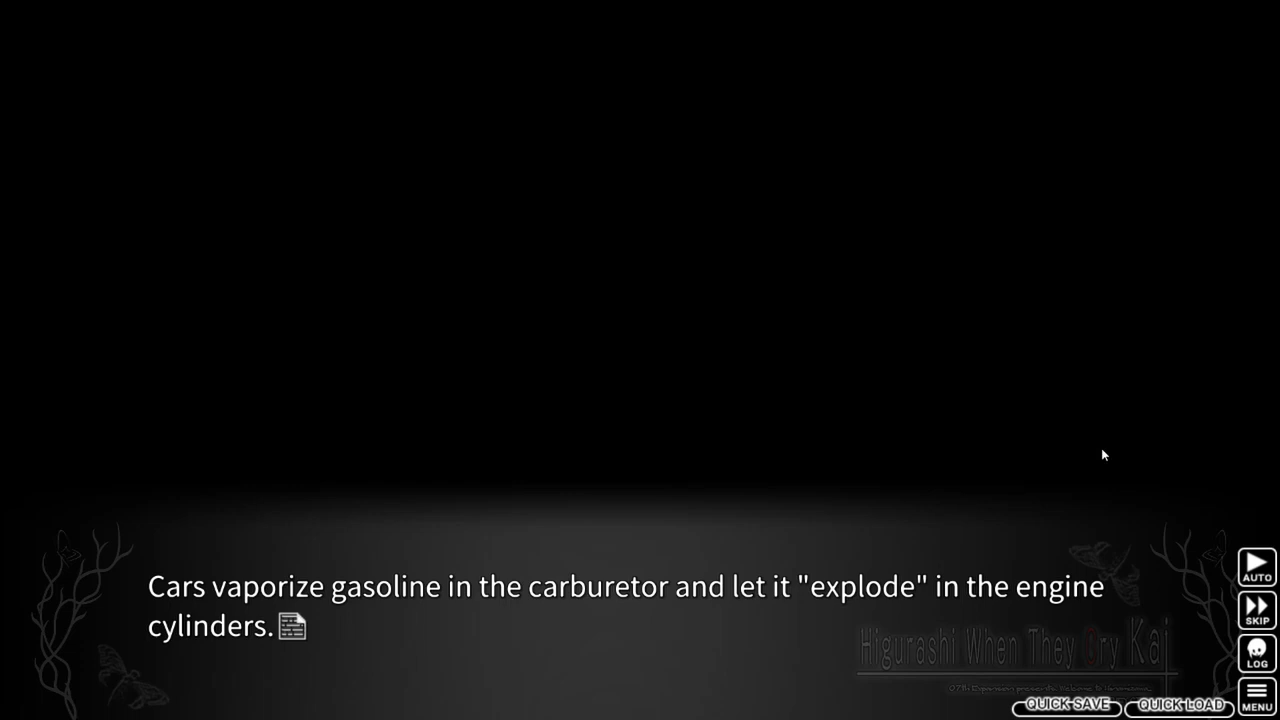 Cars vaporize gasoline in the carburetor and let it "explode" in the engine
cylinders.
Higurashi When They Cry Kai
AUTO
SKIP
LOG
MENU
QUICK SAVE
QUICK LOAD